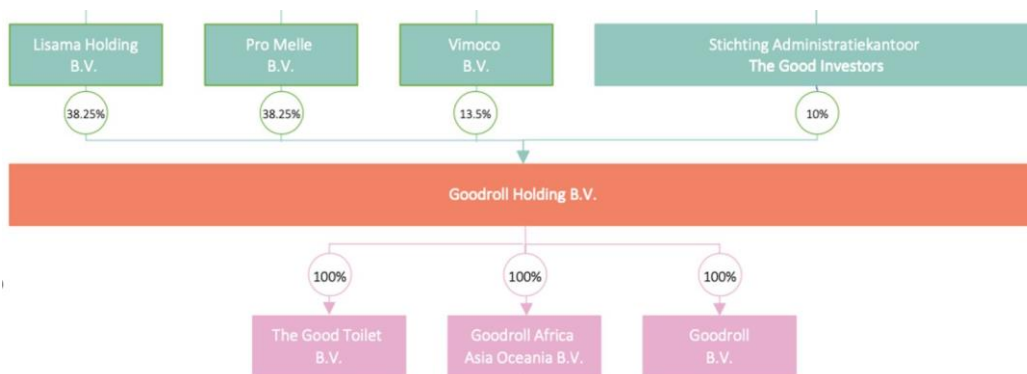 Lisama Holding
B.V.
Pro Melle
B.V.
Vimoco
B.V.
Stichting Administratiekantoor
The Good Investors
38.25%
38.25%
13.5%
10%
Goodroll Holding B.V.
100%
100%
100%
The Good Toilet
B.V.
Goodroll Africa
Asia Oceania B.V.
Goodroll
B.V.